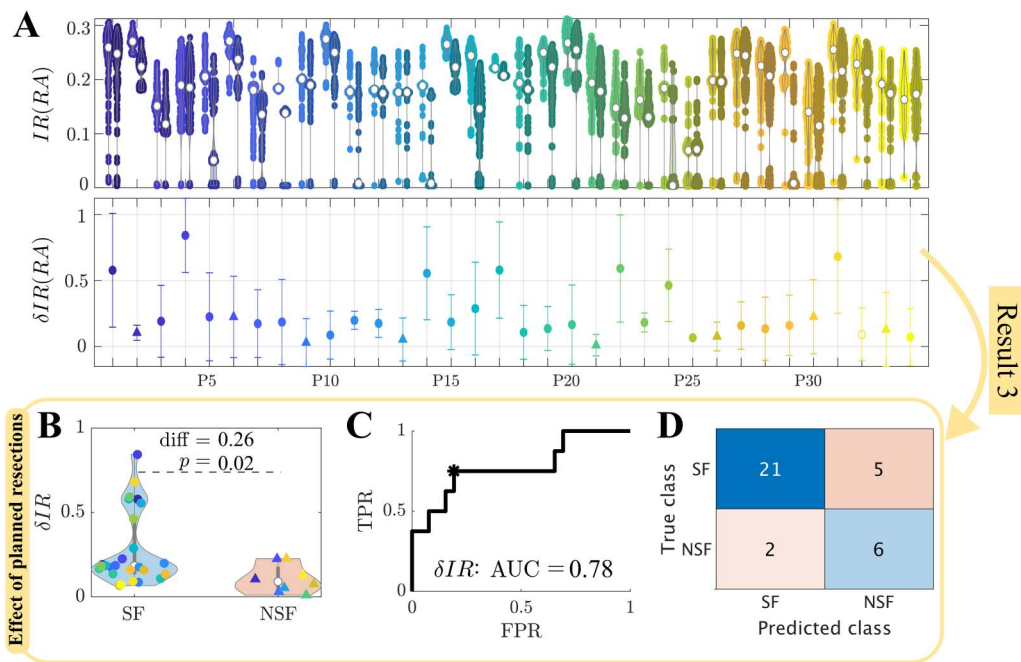 A
IR(RA)
0.3
0.2
0.1
0
δIR(RA)
1
0.5
0
P5 P10 P15 P20 P25 P30
Result 3
Effect of planned resections
B
δIR
1
0.5
0
diff = 0.26
p = 0.02
SF NSF
C
TPR
1
0.5
0
δIR: AUC = 0.78
0 0.5 1
FPR
D
True class
SF 21 5
NSF 2 6
SF NSF
Predicted class